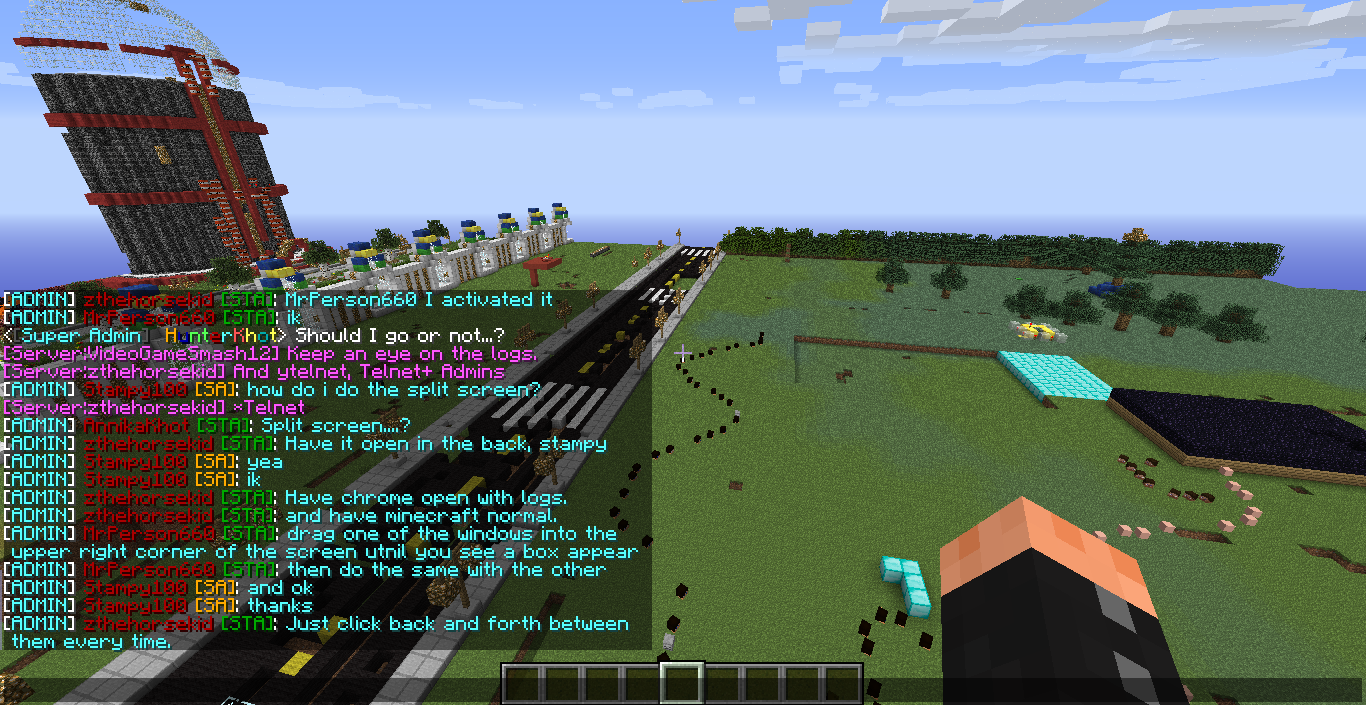 [ADMIN] zthehorsekid [STA]: MrPerson660 I activated it
[ADMIN] MrPerson660 [STA]: ik
<[Super Admin] HunterKhot> Should I go or not...?
[Server:VideoGameSmash12] Keep an eye on the logs.
[Server:zthehorsekid] And ytelnet, Telnet+ Admins
[ADMIN] Stampy100 [SA]: how do i do the split screen?
[Server:zthehorsekid] *Telnet
[ADMIN] AnnikaKhot [STA]: Split screen....?
[ADMIN] zthehorsekid [STA]: Have it open in the back, stampy
[ADMIN] Stampy100 [SA]: yea
[ADMIN] Stampy100 [SA]: ik
[ADMIN] zthehorsekid [STA]: Have chrome open with logs.
[ADMIN] zthehorsekid [STA]: and have minecraft normal.
[ADMIN] MrPerson660 [STA]: drag one of the windows into the
upper right corner of the screen utnil you see a box appear
[ADMIN] MrPerson660 [STA]: then do the same with the other
[ADMIN] Stampy100 [SA]: and ok
[ADMIN] Stampy100 [SA]: thanks
[ADMIN] zthehorsekid [STA]: Just click back and forth between
them every time.